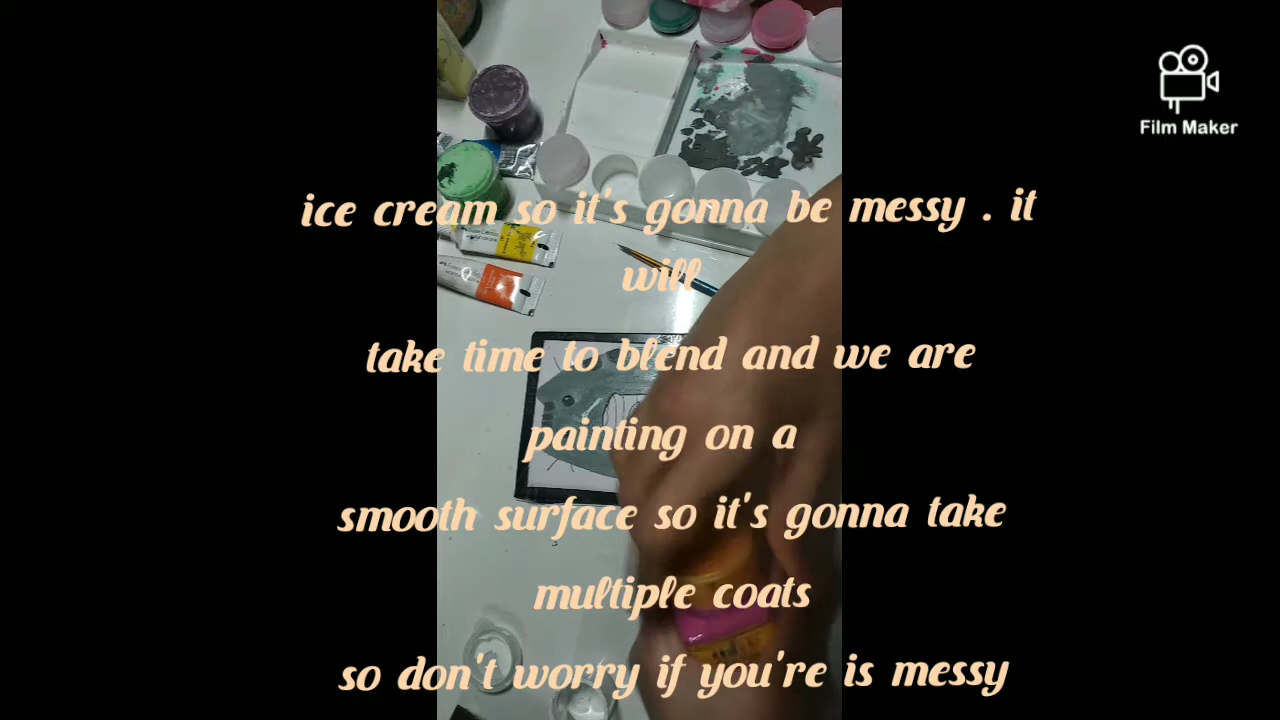 Film Maker
ice cream so it's gonna be messy . it
will
take time to blend and we are
painting on a
smooth surface so it's gonna take
multiple coats
so don't worry if you're is messy